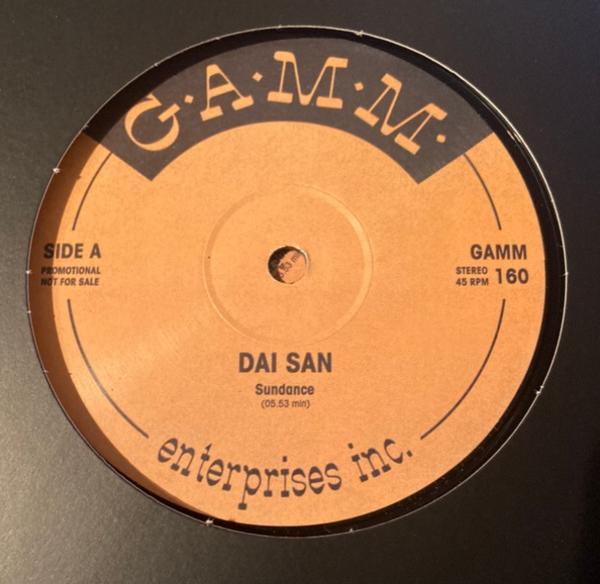 G·A·M·M·
SIDE A
PROMOTIONAL
NOT FOR SALE
GAMM
STEREO
45 RPM
160
DAI SAN
Sundance
(05.53 min)
enterprises inc.